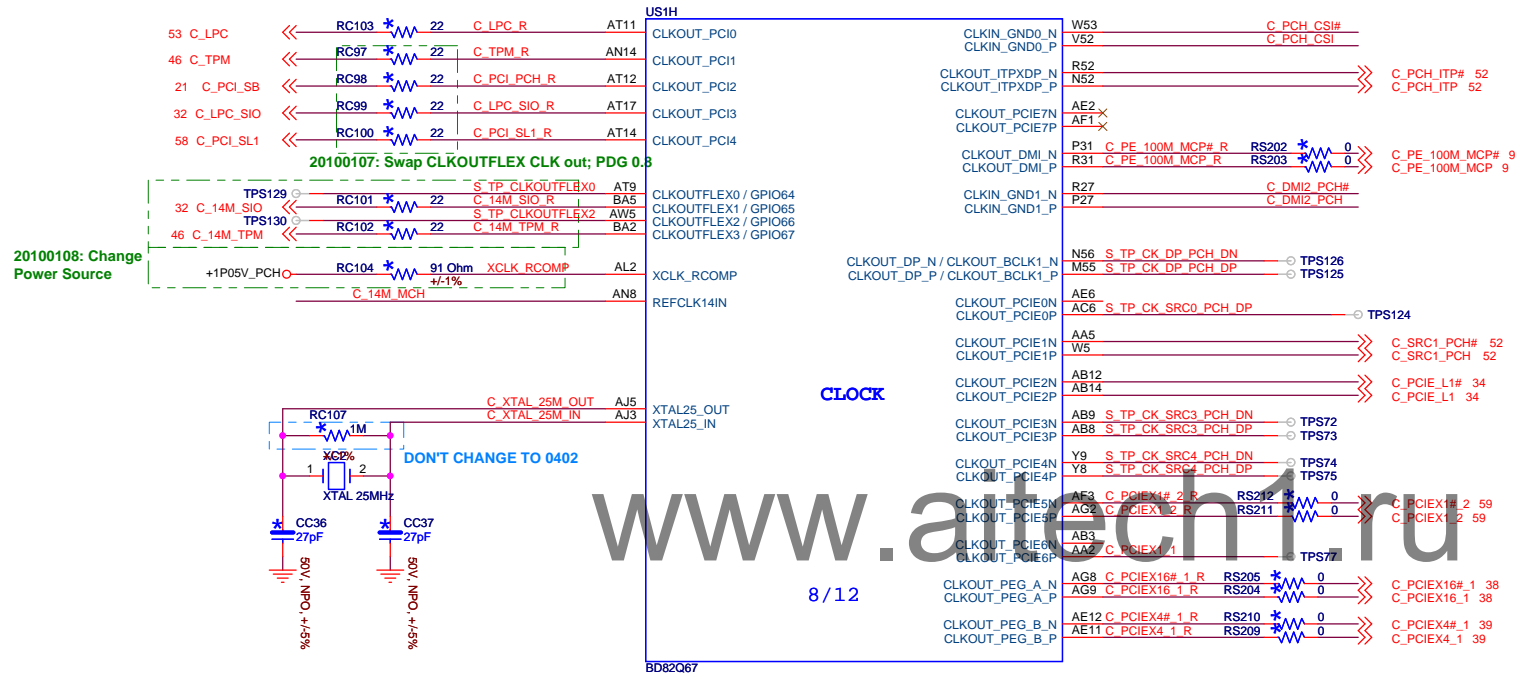 US1H
53 C_LPC RC103 * 22 C_LPC_R AT11 CLKOUT_PCI0
46 C_TPM RC97 * 22 C_TPM_R AN14 CLKOUT_PCI1
21 C_PCI_SB RC98 * 22 C_PCI_PCH_R AT12 CLKOUT_PCI2
32 C_LPC_SIO RC99 * 22 C_LPC_SIO_R AT17 CLKOUT_PCI3
58 C_PCI_SL1 RC100 * 22 C_PCI_SL1_R AT14 CLKOUT_PCI4
20100107: Swap CLKOUTFLEX CLK out; PDG 0.8
TPS129 S_TP_CLKOUTFLEX0 AT9 CLKOUTFLEX0 / GPIO64
32 C_14M_SIO RC101 * 22 C_14M_SIO_R BA5 CLKOUTFLEX1 / GPIO65
TPS130 S_TP_CLKOUTFLEX2 AW5 CLKOUTFLEX2 / GPIO66
46 C_14M_TPM RC102 * 22 C_14M_TPM_R BA2 CLKOUTFLEX3 / GPIO67
20100108: Change
Power Source
+1P05V_PCH RC104 * 91 Ohm XCLK_RCOMP AL2 XCLK_RCOMP
+/-1%
C_14M_MCH AN8 REFCLK14IN
C_XTAL_25M_OUT AJ5 XTAL25_OUT
C_XTAL_25M_IN AJ3 XTAL25_IN
RC107
* 1M
DON'T CHANGE TO 0402
XC2
1 2
XTAL 25MHz
* CC36
27pF
50V, NPO, +/-5%
* CC37
27pF
50V, NPO, +/-5%
CLOCK
8/12
BD82Q67
CLKIN_GND0_N W53 C_PCH_CSI#
CLKIN_GND0_P V52 C_PCH_CSI
CLKOUT_ITPXDP_N R52 C_PCH_ITP# 52
CLKOUT_ITPXDP_P N52 C_PCH_ITP 52
CLKOUT_PCIE7N AE2
CLKOUT_PCIE7P AF1
CLKOUT_DMI_N P31 C_PE_100M_MCP#_R RS202 * 0 C_PE_100M_MCP# 9
CLKOUT_DMI_P R31 C_PE_100M_MCP_R RS203 * 0 C_PE_100M_MCP 9
CLKIN_GND1_N R27 C_DMI2_PCH#
CLKIN_GND1_P P27 C_DMI2_PCH
CLKOUT_DP_N / CLKOUT_BCLK1_N N56 S_TP_CK_DP_PCH_DN TPS126
CLKOUT_DP_P / CLKOUT_BCLK1_P M55 S_TP_CK_DP_PCH_DP TPS125
CLKOUT_PCIE0N AE6
CLKOUT_PCIE0P AC6 S_TP_CK_SRC0_PCH_DP TPS124
CLKOUT_PCIE1N AA5 C_SRC1_PCH# 52
CLKOUT_PCIE1P W5 C_SRC1_PCH 52
CLKOUT_PCIE2N AB12 C_PCIE_L1# 34
CLKOUT_PCIE2P AB14 C_PCIE_L1 34
CLKOUT_PCIE3N AB9 S_TP_CK_SRC3_PCH_DN TPS72
CLKOUT_PCIE3P AB8 S_TP_CK_SRC3_PCH_DP TPS73
CLKOUT_PCIE4N Y9 S_TP_CK_SRC4_PCH_DN TPS74
CLKOUT_PCIE4P Y8 S_TP_CK_SRC4_PCH_DP TPS75
CLKOUT_PCIE5N AF3 C_PCIEX1#_2_R RS212 * 0 C_PCIEX1#_2 59
CLKOUT_PCIE5P AG2 C_PCIEX1_2_R RS211 * 0 C_PCIEX1_2 59
CLKOUT_PCIE6N AB3
CLKOUT_PCIE6P AA2 C_PCIEX1_1 TPS77
CLKOUT_PEG_A_N AG8 C_PCIEX16#_1_R RS205 * 0 C_PCIEX16#_1 38
CLKOUT_PEG_A_P AG9 C_PCIEX16_1_R RS204 * 0 C_PCIEX16_1 38
CLKOUT_PEG_B_N AE12 C_PCIEX4#_1_R RS210 * 0 C_PCIEX4#_1 39
CLKOUT_PEG_B_P AE11 C_PCIEX4_1_R RS209 * 0 C_PCIEX4_1 39
www.aitech1.ru